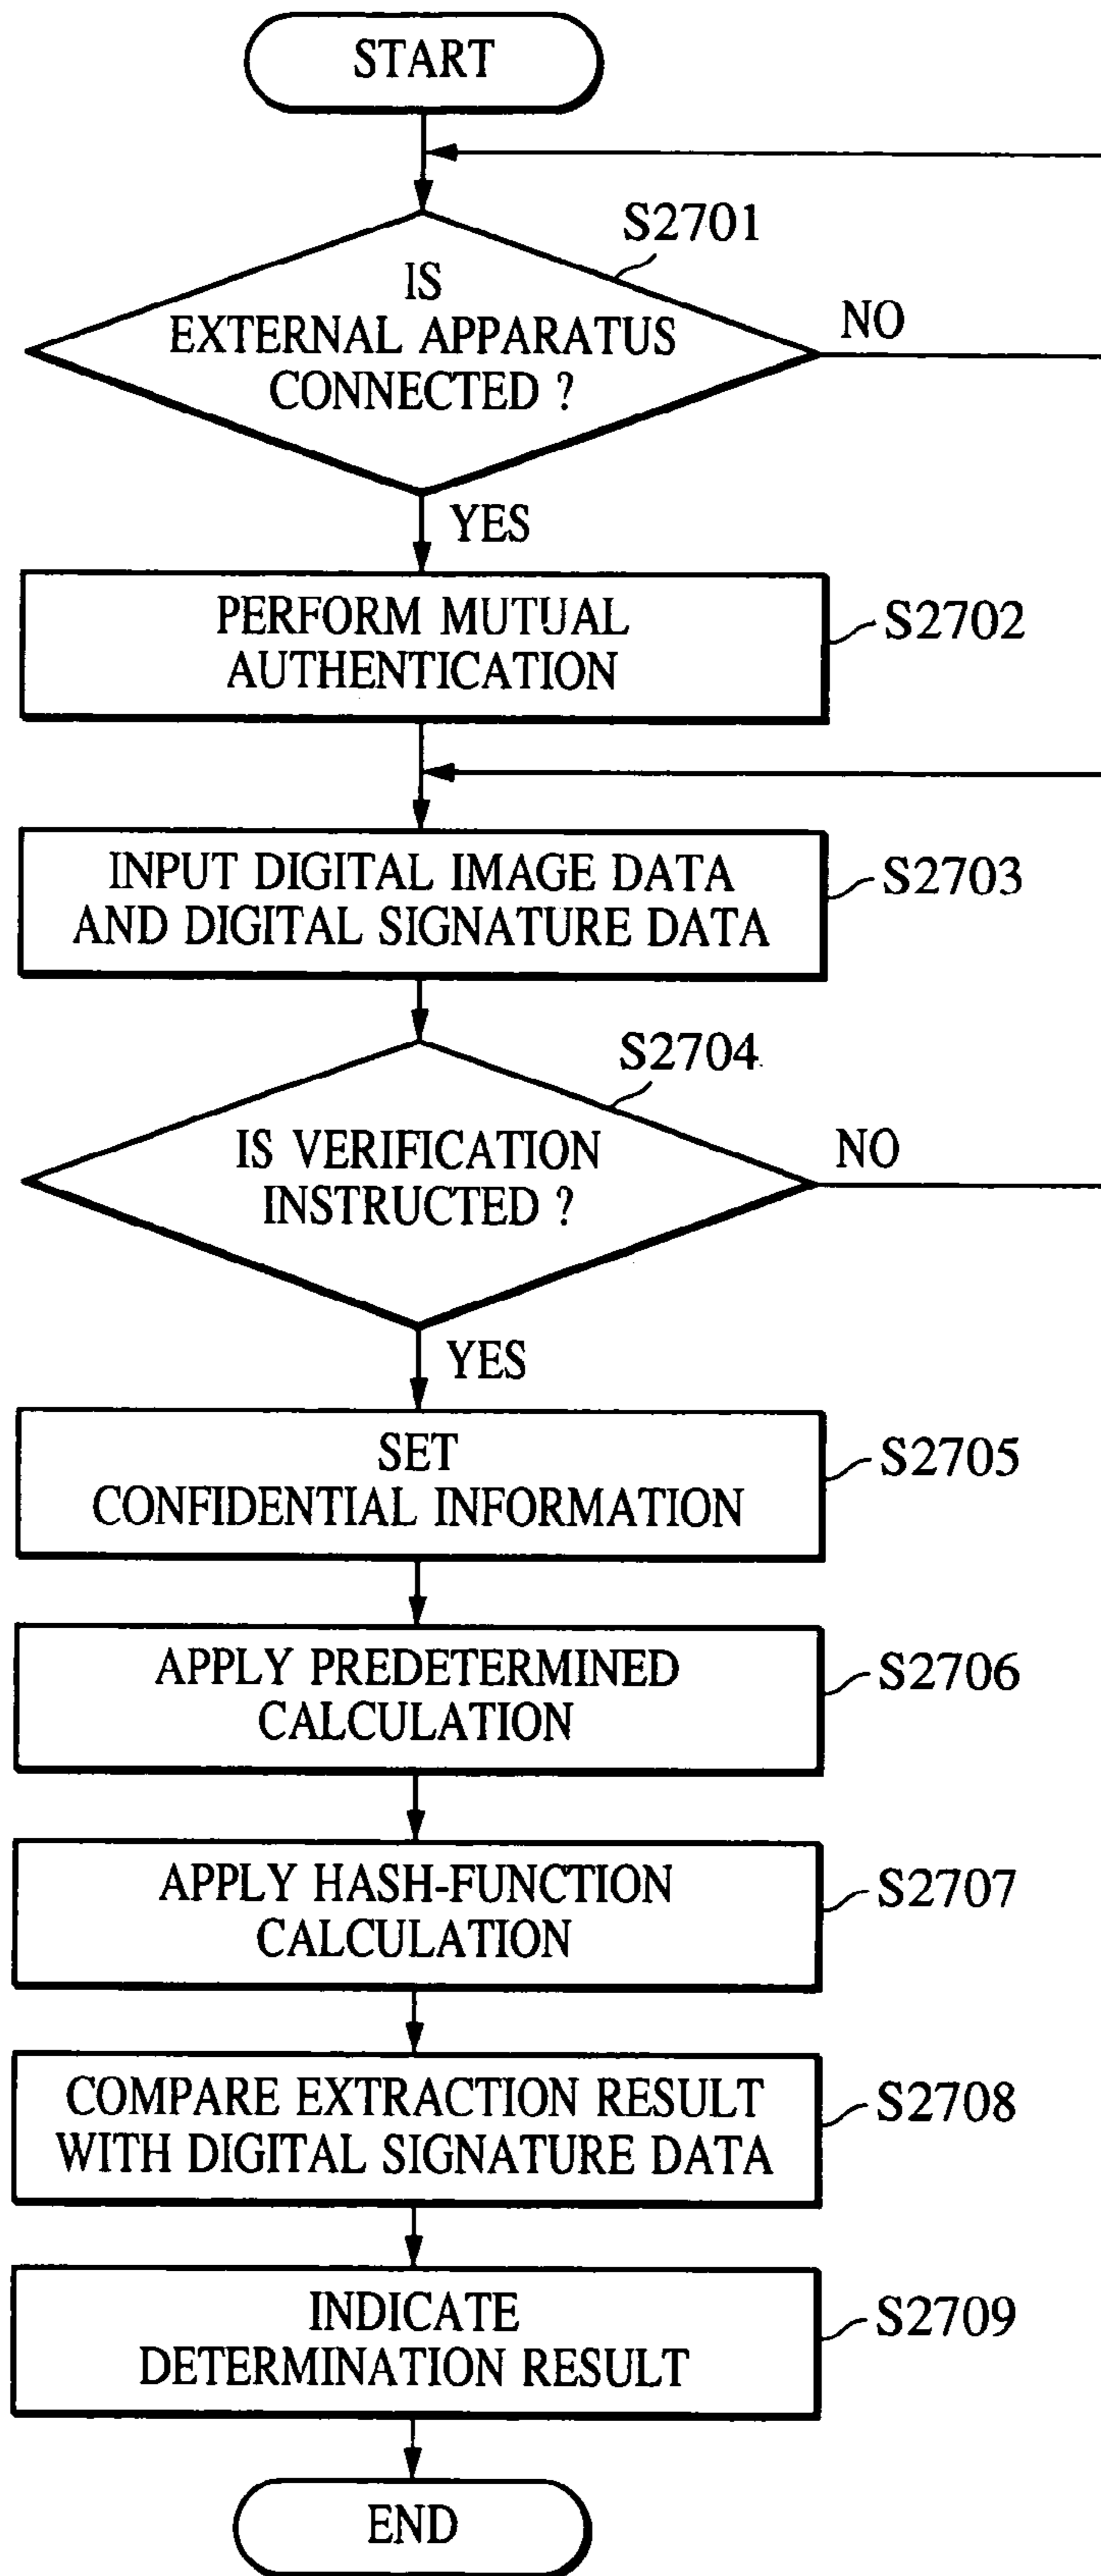 START
S2701
IS
EXTERNAL APPARATUS
CONNECTED ?
NO
YES
PERFORM MUTUAL
AUTHENTICATION
S2702
INPUT DIGITAL IMAGE DATA
AND DIGITAL SIGNATURE DATA
S2703
S2704
IS VERIFICATION
INSTRUCTED ?
NO
YES
SET
CONFIDENTIAL INFORMATION
S2705
APPLY PREDETERMINED
CALCULATION
S2706
APPLY HASH-FUNCTION
CALCULATION
S2707
COMPARE EXTRACTION RESULT
WITH DIGITAL SIGNATURE DATA
S2708
INDICATE
DETERMINATION RESULT
S2709
END